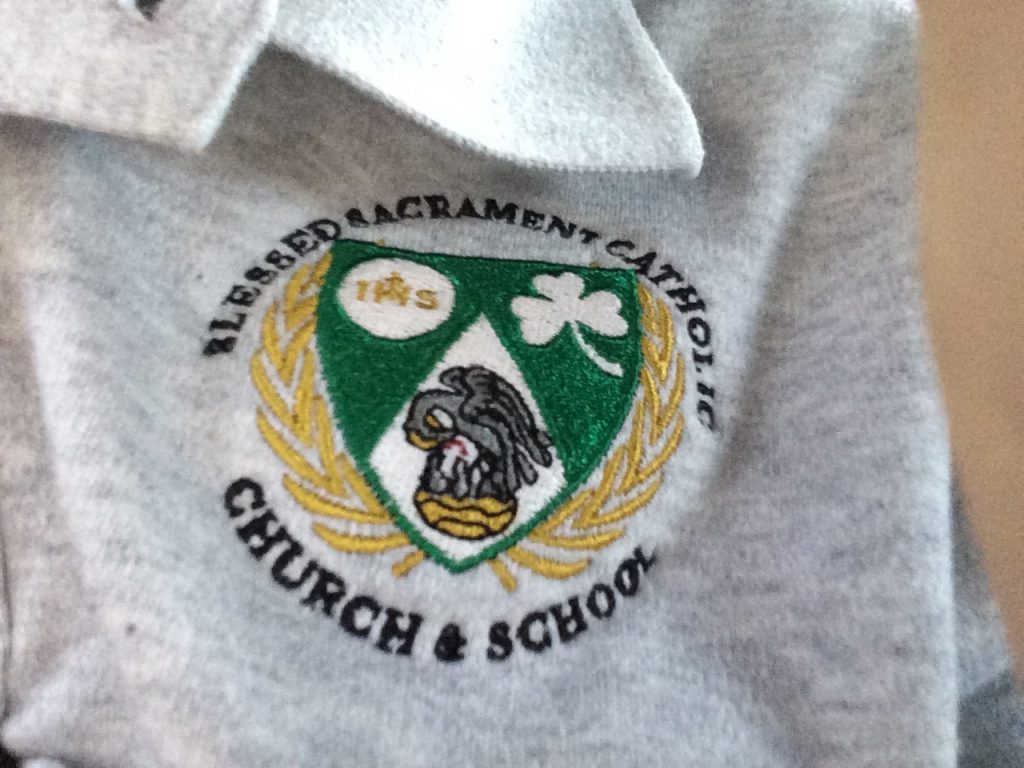 BLESSED SACRAMENT CATHOLIC
IHS
CHURCH & SCHOOL